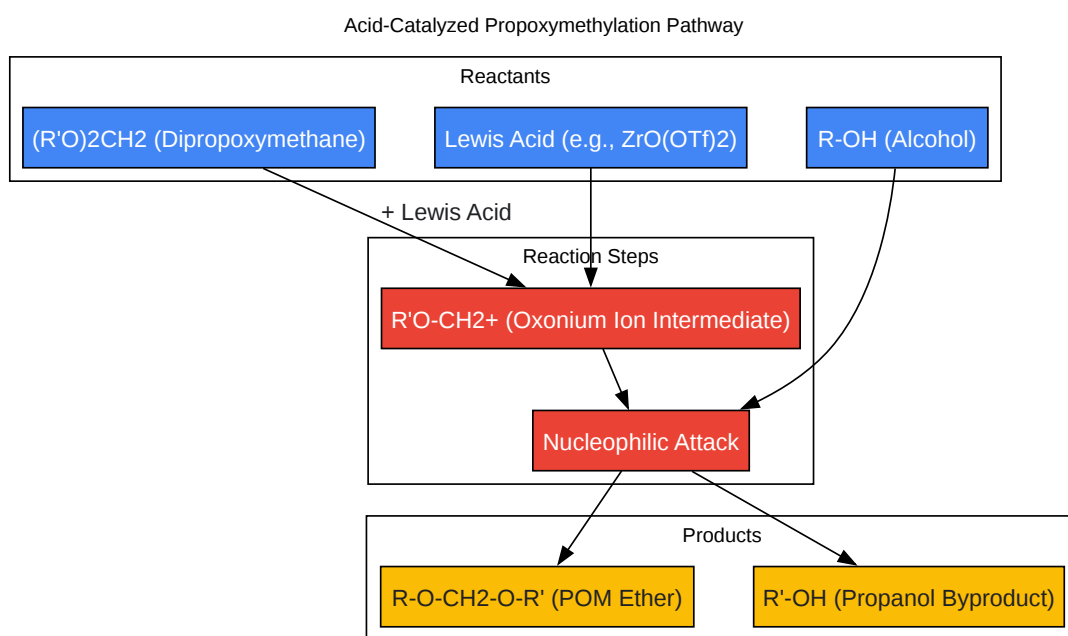 Acid-Catalyzed Propoxymethylation Pathway
Reactants
(R'O)2CH2 (Dipropoxymethane)
Lewis Acid (e.g., ZrO(OTf)2)
R-OH (Alcohol)
+ Lewis Acid
Reaction Steps
R'O-CH2+ (Oxonium Ion Intermediate)
Nucleophilic Attack
Products
R-O-CH2-O-R' (POM Ether)
R'-OH (Propanol Byproduct)